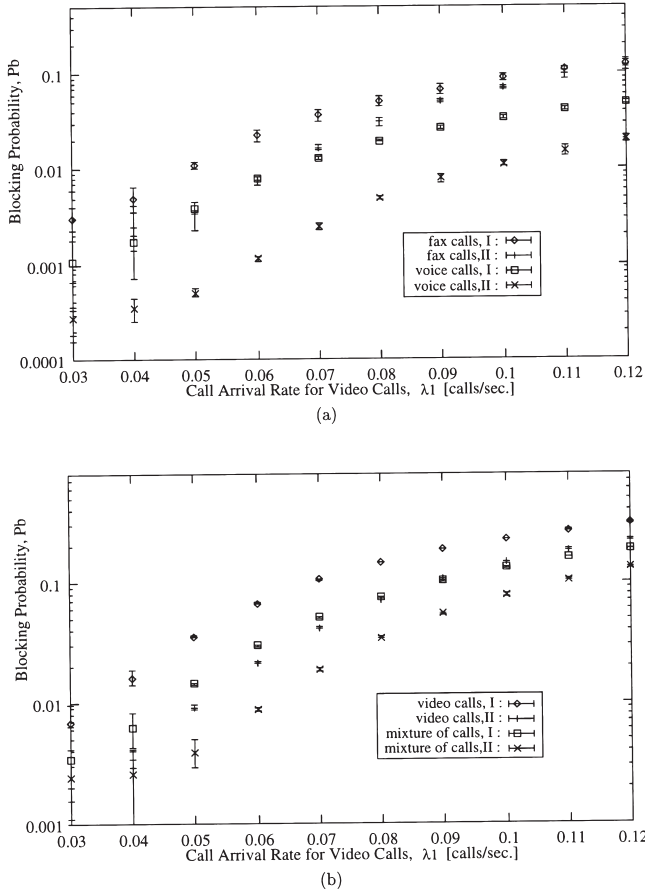 Blocking Probability, Pb
0.1
0.01
0.001
0.0001
fax calls, I :
fax calls,II :
voice calls, I :
voice calls,II :
0.03 0.04 0.05 0.06 0.07 0.08 0.09 0.1 0.11 0.12
Call Arrival Rate for Video Calls, λ1 [calls/sec.]
(a)
Blocking Probability, Pb
0.1
0.01
0.001
video calls, I :
video calls,II :
mixture of calls, I :
mixture of calls,II :
0.03 0.04 0.05 0.06 0.07 0.08 0.09 0.1 0.11 0.12
Call Arrival Rate for Video Calls, λ1 [calls/sec.]
(b)